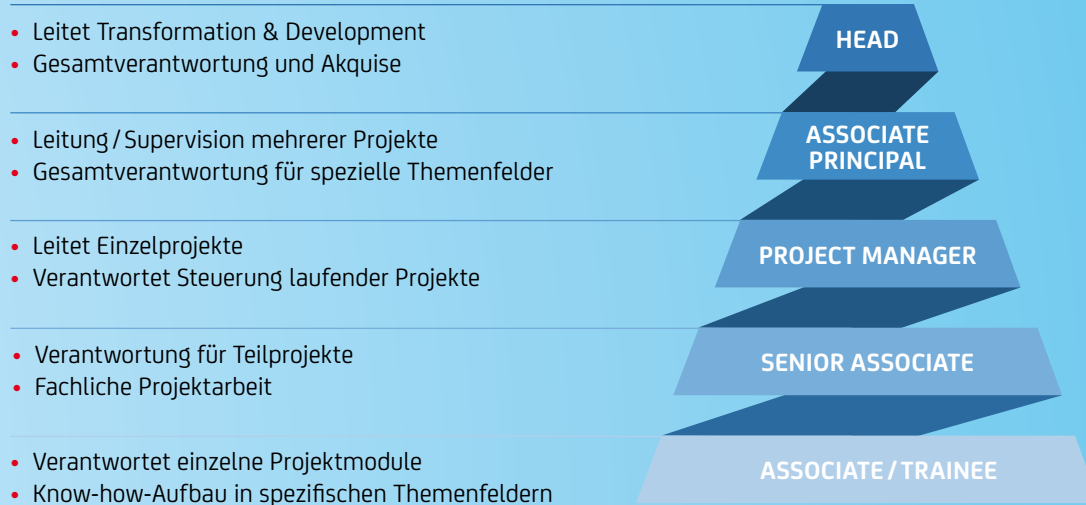 • Leitet Transformation & Development
• Gesamtverantwortung und Akquise
HEAD
• Leitung / Supervision mehrerer Projekte
• Gesamtverantwortung für spezielle Themenfelder
ASSOCIATE
PRINCIPAL
• Leitet Einzelprojekte
• Verantwortet Steuerung laufender Projekte
PROJECT MANAGER
• Verantwortung für Teilprojekte
• Fachliche Projektarbeit
SENIOR ASSOCIATE
• Verantwortet einzelne Projektmodule
• Know-how-Aufbau in spezifischen Themenfeldern
ASSOCIATE / TRAINEE